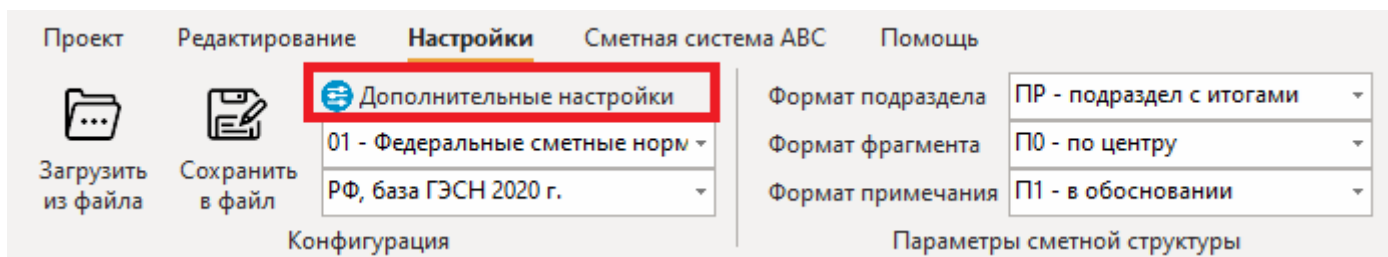 Проект Редактирование Настройки Сметная система АВС Помощь
Дополнительные настройки
01 - Федеральные сметные норм
РФ, база ГЭСН 2020 г.
Загрузить
из файла
Сохранить
в файл
Конфигурация
Формат подраздела ПР - подраздел с итогами
Формат фрагмента П0 - по центру
Формат примечания П1 - в обосновании
Параметры сметной структуры